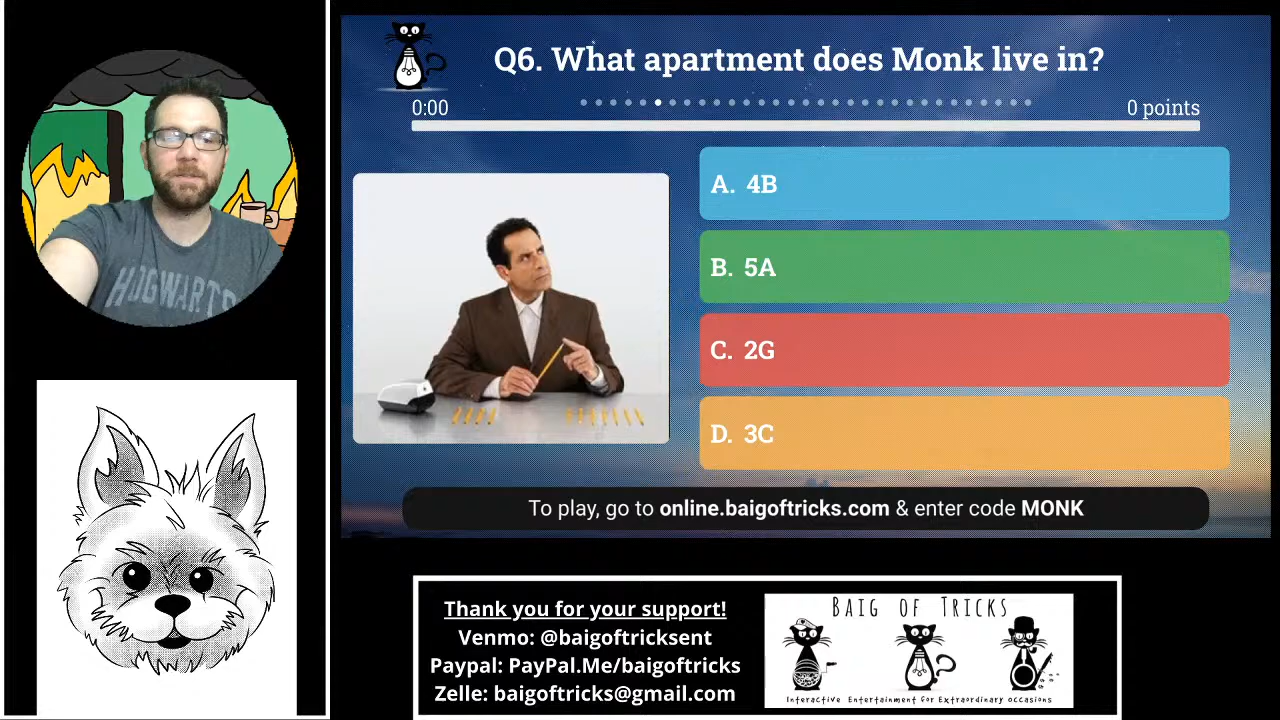 HOGWARTS
Q6. What apartment does Monk live in?
0:00
0 points
A. 4B
B. 5A
C. 2G
D. 3C
To play, go to online.baigoftricks.com & enter code MONK
Thank you for your support!
Venmo: @baigoftricksent
Paypal: PayPal.Me/baigoftricks
Zelle: baigoftricks@gmail.com
BAIG OF TRICKS
Interactive Entertainment for Extraordinary occasions